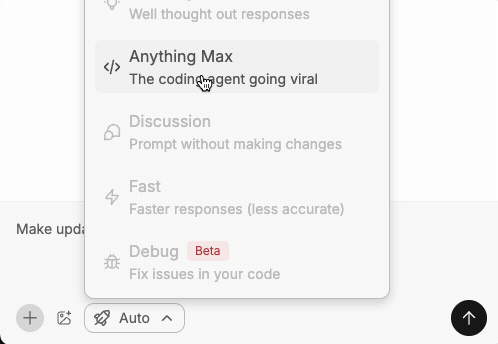 Well thought out responses
Anything Max
The coding agent going viral
Discussion
Prompt without making changes
Fast
Faster responses (less accurate)
Debug Beta
Fix issues in your code
Make upda
Auto